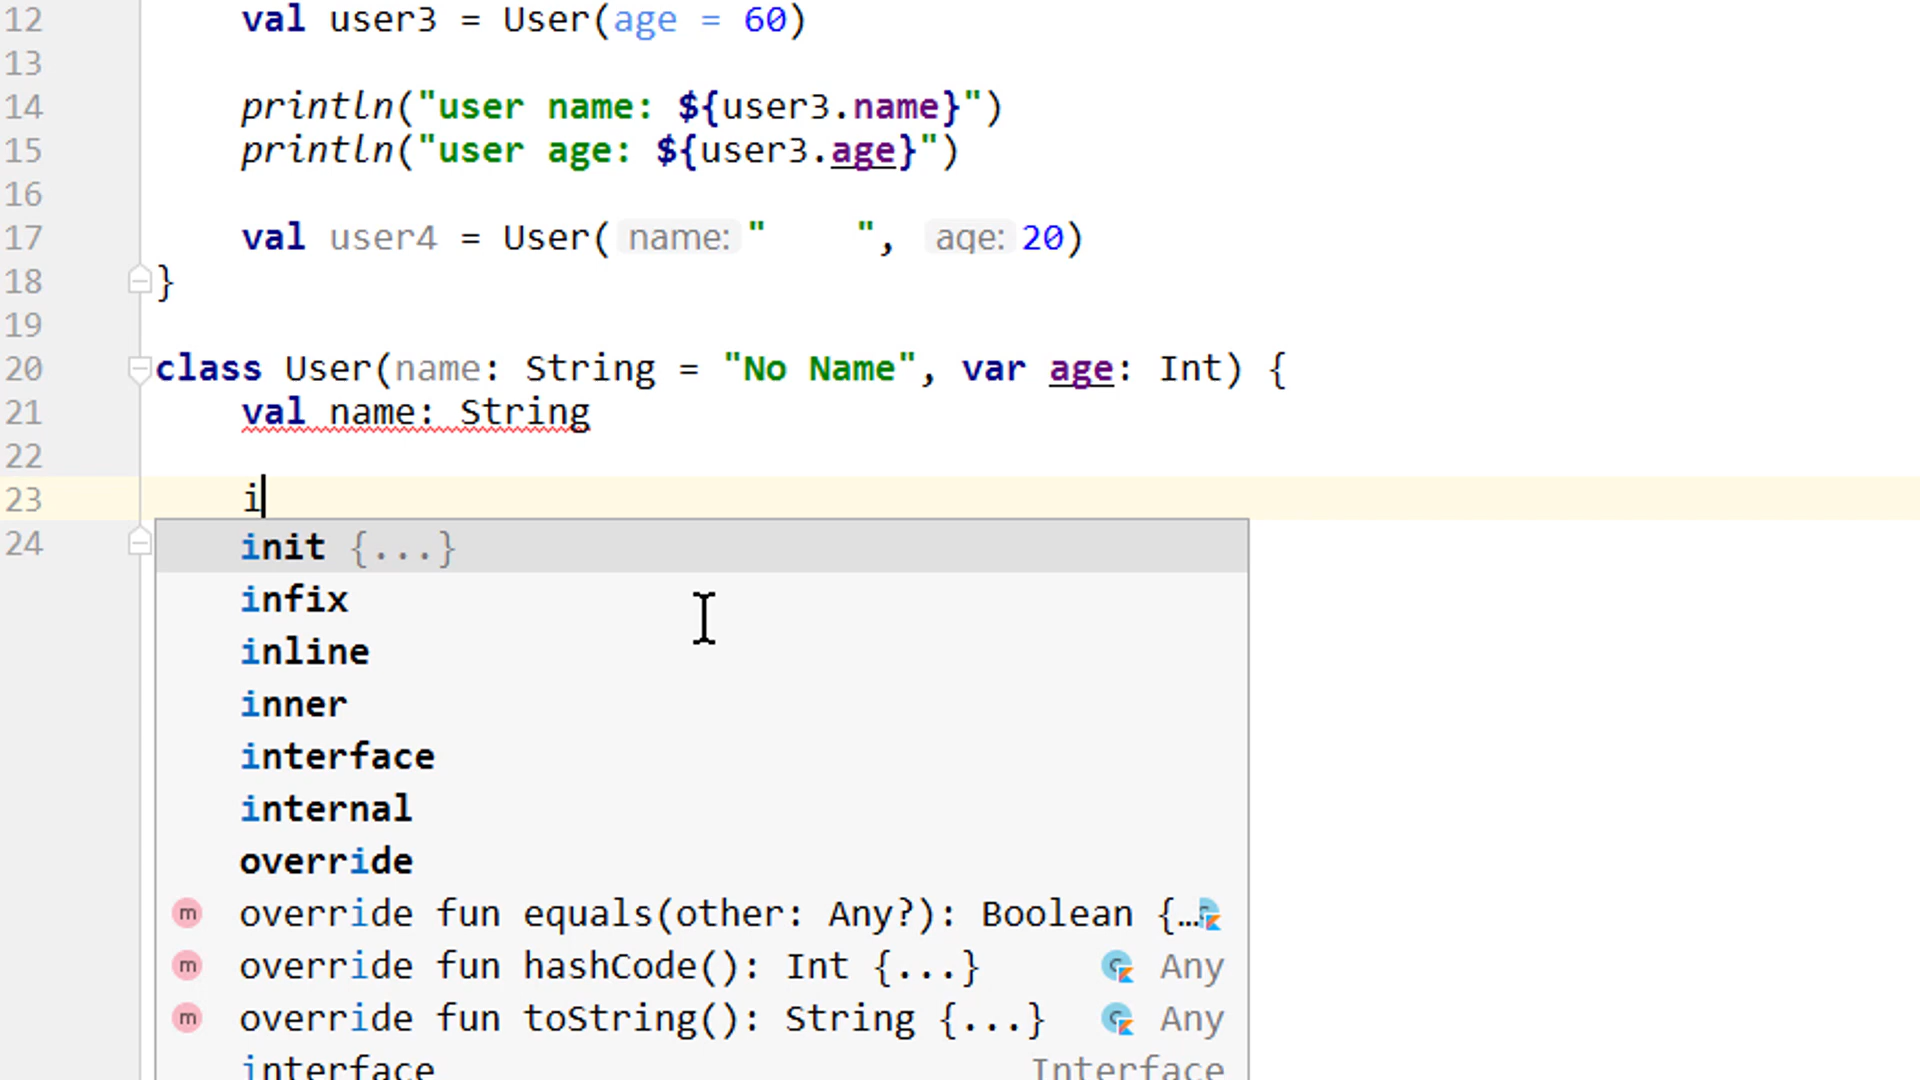 12 val user3 = User(age = 60)
13
14 println("user name: ${user3.name}")
15 println("user age: ${user3.age}")
16
17 val user4 = User( name: "    ", age: 20)
18 }
19
20 class User(name: String = "No Name", var age: Int) {
21 val name: String
22
23 i
24
init {...}
infix
inline
inner
interface
internal
override
m override fun equals(other: Any?): Boolean {…
m override fun hashCode(): Int {...} Any
m override fun toString(): String {...} Any
interface Interface